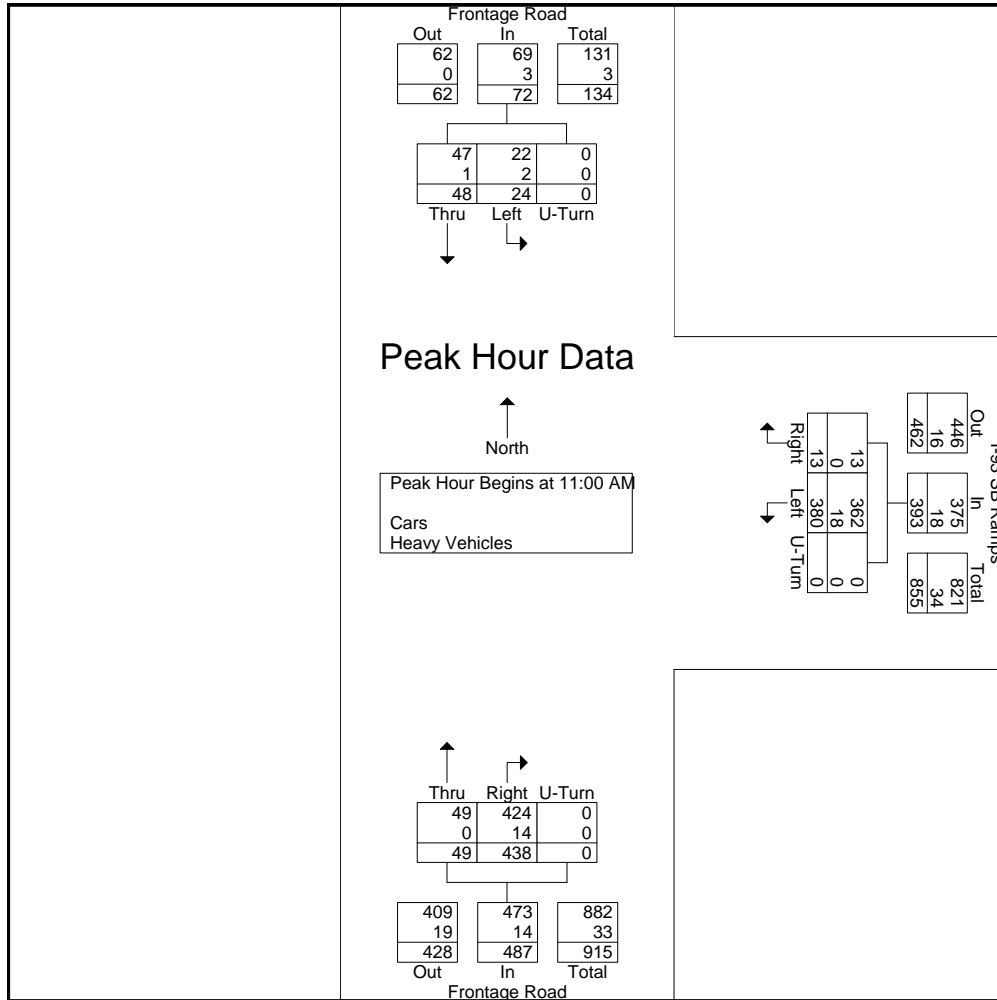 Frontage Road
Out In Total
62 69 131
0 3 3
62 72 134
47 22 0
1 2 0
48 24 0
Thru Left U-Turn
Peak Hour Data
North
Peak Hour Begins at 11:00 AM
Cars
Heavy Vehicles
Right Left U-Turn
13 380 0
0 18 0
13 362 0
Out In Total
462 393 855
16 18 34
446 375 821
SB Ramps
Thru Right U-Turn
49 424 0
0 14 0
49 438 0
409 473 882
19 14 33
428 487 915
Out In Total
Frontage Road